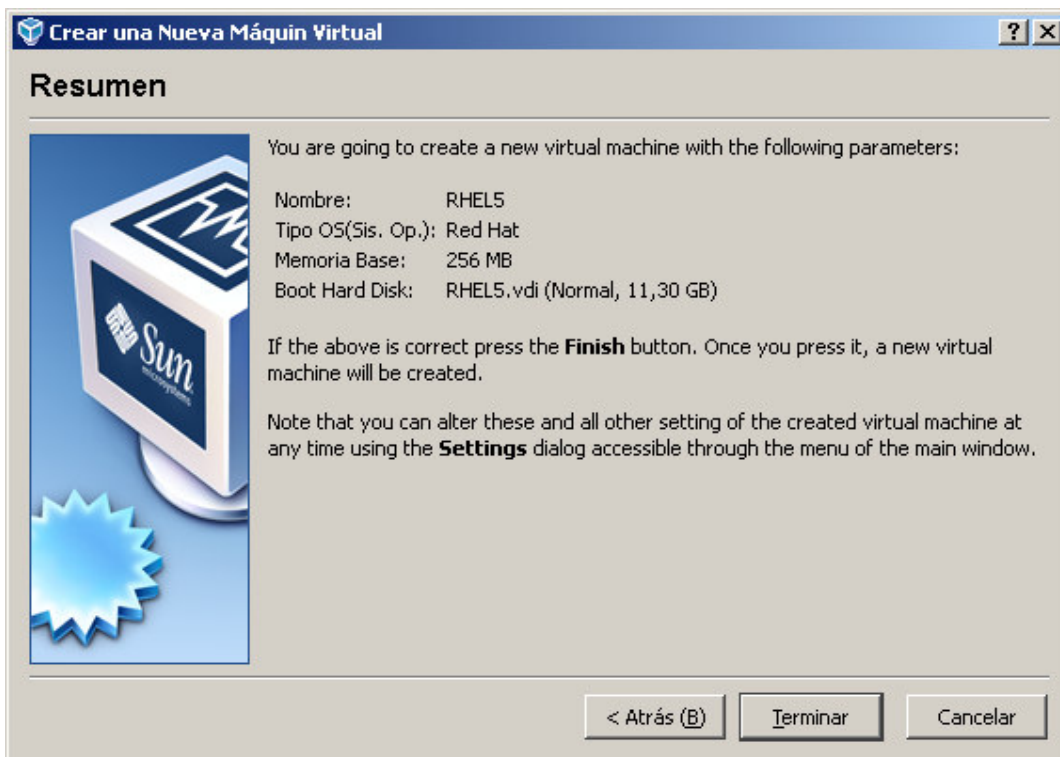 Crear una Nueva Máquin Virtual
Resumen
You are going to create a new virtual machine with the following parameters:
Nombre: RHEL5
Tipo OS(Sis. Op.): Red Hat
Memoria Base: 256 MB
Boot Hard Disk: RHEL5.vdi (Normal, 11,30 GB)
If the above is correct press the Finish button. Once you press it, a new virtual
machine will be created.
Note that you can alter these and all other setting of the created virtual machine at
any time using the Settings dialog accessible through the menu of the main window.
Sun
microsystems
< Atrás (B)
Terminar
Cancelar